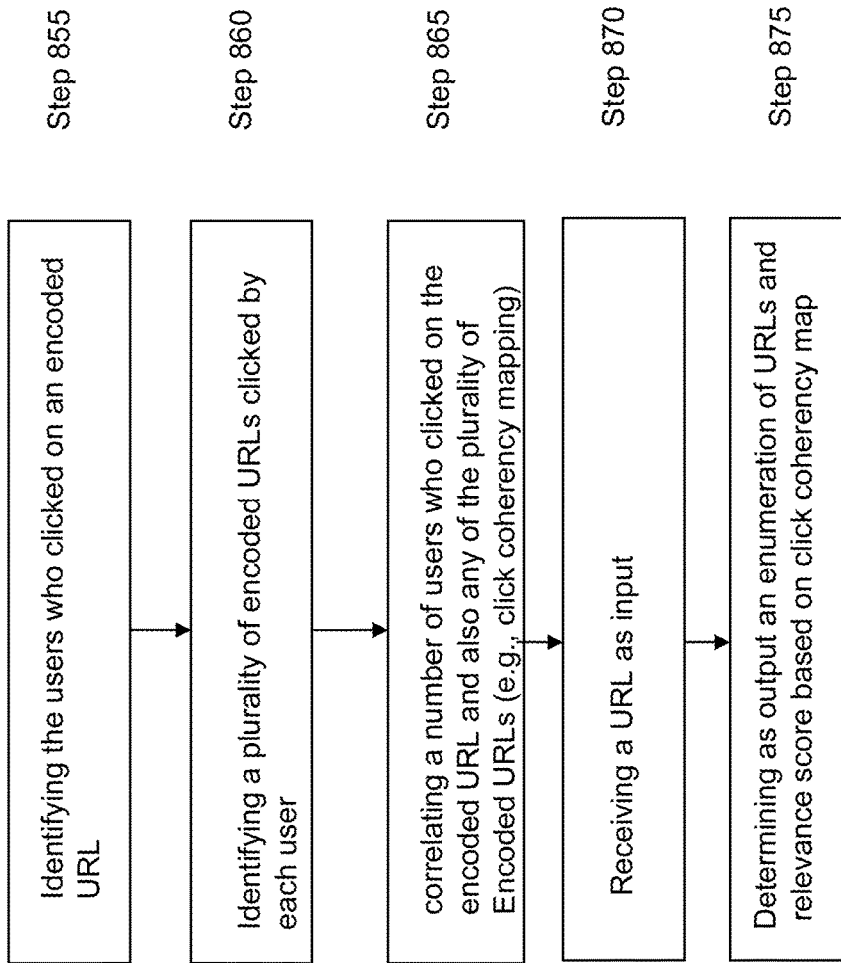 Identifying the users who clicked on an encoded
URL
Step 855
Identifying a plurality of encoded URLs clicked by
each user
Step 860
correlating a number of users who clicked on the
encoded URL and also any of the plurality of
Encoded URLs (e.g., click coherency mapping)
Step 865
Receiving a URL as input
Step 870
Determining as output an enumeration of URLs and
relevance score based on click coherency map
Step 875